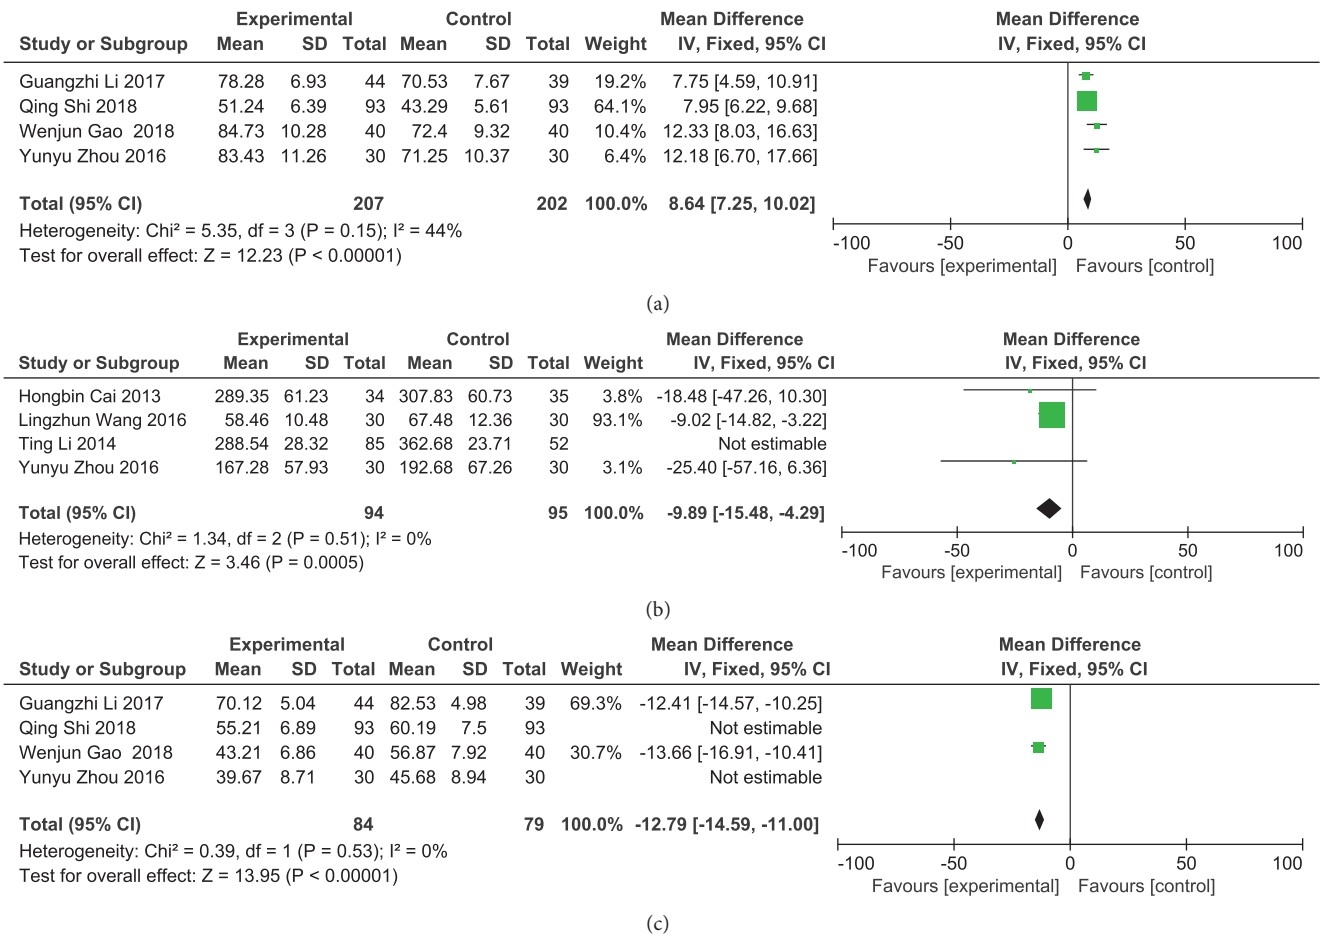 Experimental Control Mean Difference Mean Difference
Study or Subgroup Mean SD Total Mean SD Total Weight IV, Fixed, 95% CI IV, Fixed, 95% CI
Guangzhi Li 2017 78.28 6.93 44 70.53 7.67 39 19.2% 7.75 [4.59, 10.91]
Qing Shi 2018 51.24 6.39 93 43.29 5.61 93 64.1% 7.95 [6.22, 9.68]
Wenjun Gao 2018 84.73 10.28 40 72.4 9.32 40 10.4% 12.33 [8.03, 16.63]
Yunyu Zhou 2016 83.43 11.26 30 71.25 10.37 30 6.4% 12.18 [6.70, 17.66]
Total (95% CI) 207 202 100.0% 8.64 [7.25, 10.02]
Heterogeneity: Chi² = 5.35, df = 3 (P = 0.15); I² = 44%
Test for overall effect: Z = 12.23 (P < 0.00001)
-100 -50 0 50 100
Favours [experimental] Favours [control]
(a)
Experimental Control Mean Difference Mean Difference
Study or Subgroup Mean SD Total Mean SD Total Weight IV, Fixed, 95% CI IV, Fixed, 95% CI
Hongbin Cai 2013 289.35 61.23 34 307.83 60.73 35 3.8% -18.48 [-47.26, 10.30]
Lingzhun Wang 2016 58.46 10.48 30 67.48 12.36 30 93.1% -9.02 [-14.82, -3.22]
Ting Li 2014 288.54 28.32 85 362.68 23.71 52 Not estimable
Yunyu Zhou 2016 167.28 57.93 30 192.68 67.26 30 3.1% -25.40 [-57.16, 6.36]
Total (95% CI) 94 95 100.0% -9.89 [-15.48, -4.29]
Heterogeneity: Chi² = 1.34, df = 2 (P = 0.51); I² = 0%
Test for overall effect: Z = 3.46 (P = 0.0005)
-100 -50 0 50 100
Favours [experimental] Favours [control]
(b)
Experimental Control Mean Difference Mean Difference
Study or Subgroup Mean SD Total Mean SD Total Weight IV, Fixed, 95% CI IV, Fixed, 95% CI
Guangzhi Li 2017 70.12 5.04 44 82.53 4.98 39 69.3% -12.41 [-14.57, -10.25]
Qing Shi 2018 55.21 6.89 93 60.19 7.5 93 Not estimable
Wenjun Gao 2018 43.21 6.86 40 56.87 7.92 40 30.7% -13.66 [-16.91, -10.41]
Yunyu Zhou 2016 39.67 8.71 30 45.68 8.94 30 Not estimable
Total (95% CI) 84 79 100.0% -12.79 [-14.59, -11.00]
Heterogeneity: Chi² = 0.39, df = 1 (P = 0.53); I² = 0%
Test for overall effect: Z = 13.95 (P < 0.00001)
-100 -50 0 50 100
Favours [experimental] Favours [control]
(c)